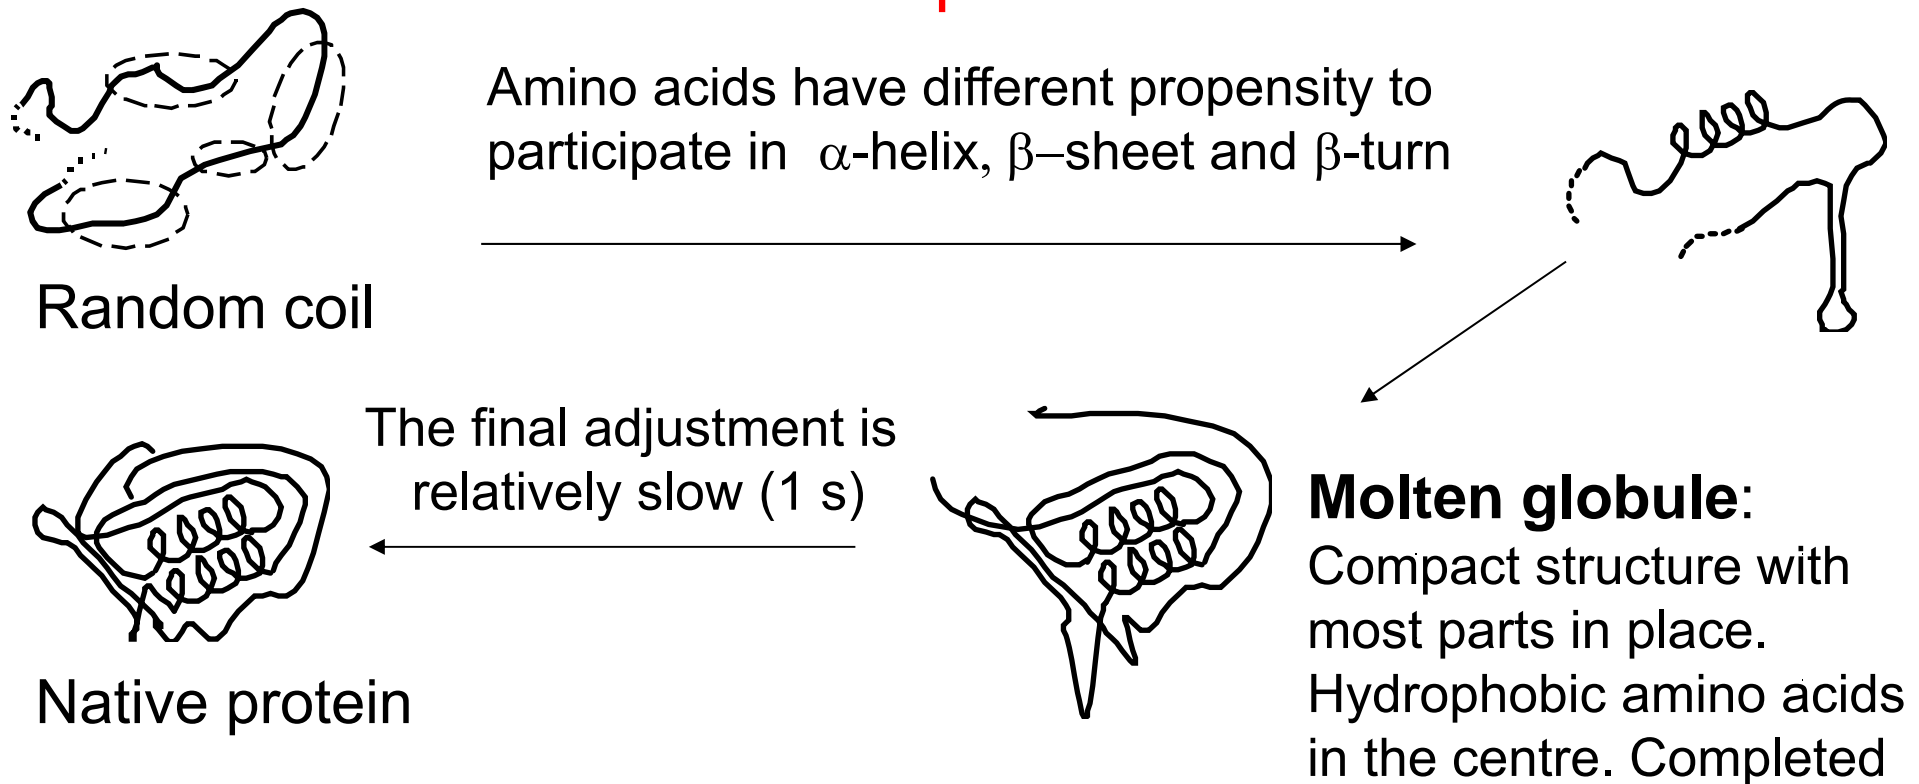 Amino acids have different propensity to
participate in α-helix, β–sheet and β-turn
Random coil
The final adjustment is
relatively slow (1 s)
Molten globule:
Compact structure with
most parts in place.
Hydrophobic amino acids
in the centre. Completed
Native protein